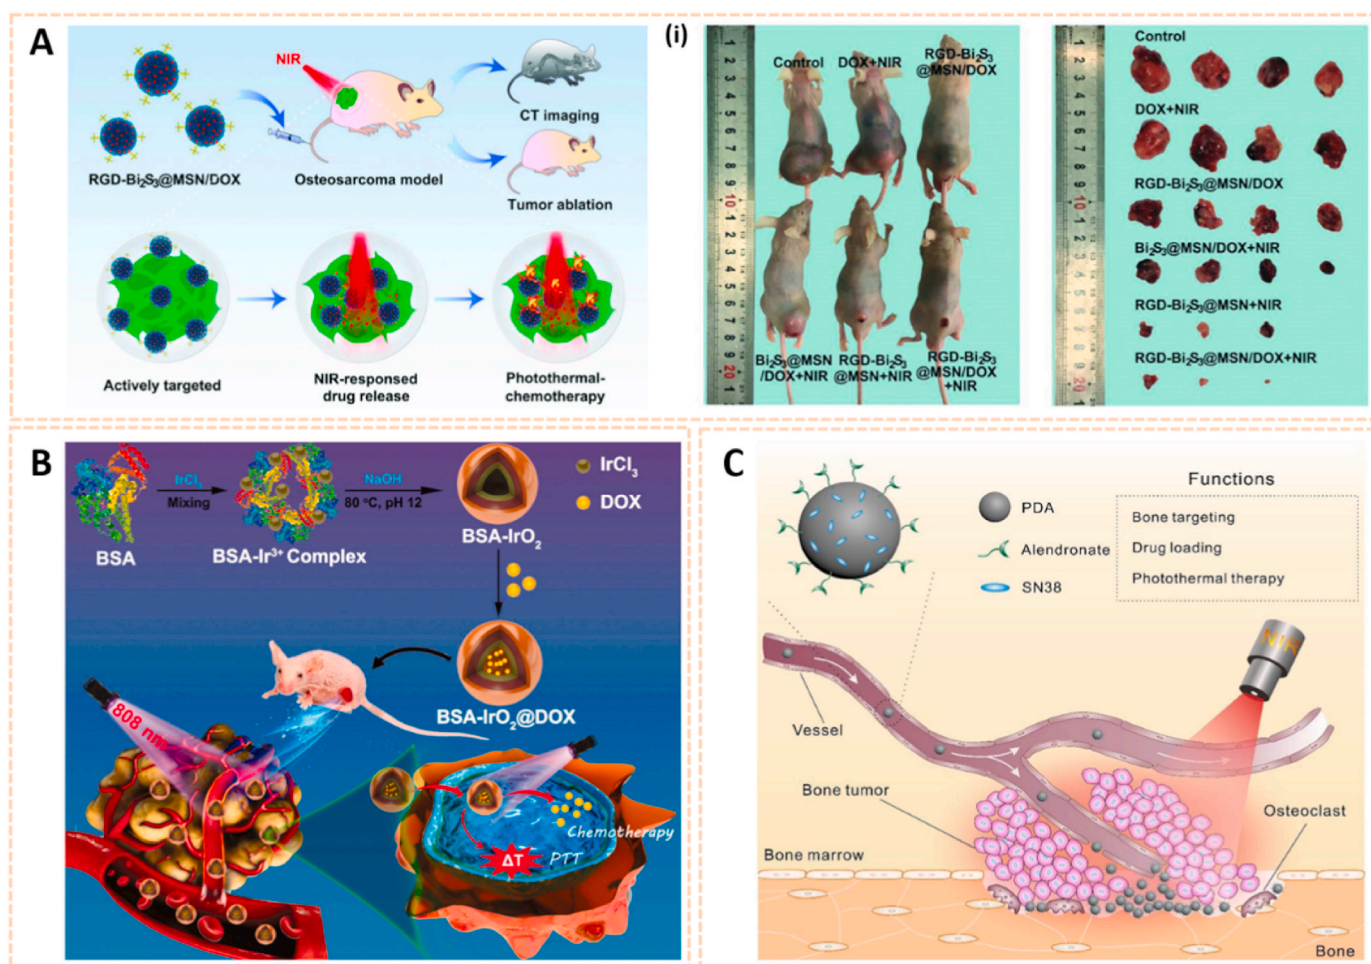 A
NIR
CT imaging
RGD-Bi₂S₃@MSN/DOX
Osteosarcoma model
Tumor ablation
Actively targeted
NIR-responsed
drug release
Photothermal-
chemotherapy
(i)
Control
DOX+NIR
RGD-Bi₂S₃
@MSN/DOX
Bi₂S₃@MSN
/DOX+NIR
RGD-Bi₂S₃
@MSN+NIR
RGD-Bi₂S₃
@MSN/DOX
+NIR
Control
DOX+NIR
RGD-Bi₂S₃@MSN/DOX
Bi₂S₃@MSN/DOX+NIR
RGD-Bi₂S₃@MSN+NIR
RGD-Bi₂S₃@MSN/DOX+NIR
B
IrCl₃
Mixing
NaOH
80 °C, pH 12
BSA
BSA-Ir³⁺ Complex
BSA-IrO₂
IrCl₃
DOX
BSA-IrO₂@DOX
808 nm
Chemotherapy
ΔT
PTT
C
PDA
Alendronate
SN38
Functions
Bone targeting
Drug loading
Photothermal therapy
NIR
Vessel
Bone tumor
Osteoclast
Bone marrow
Bone